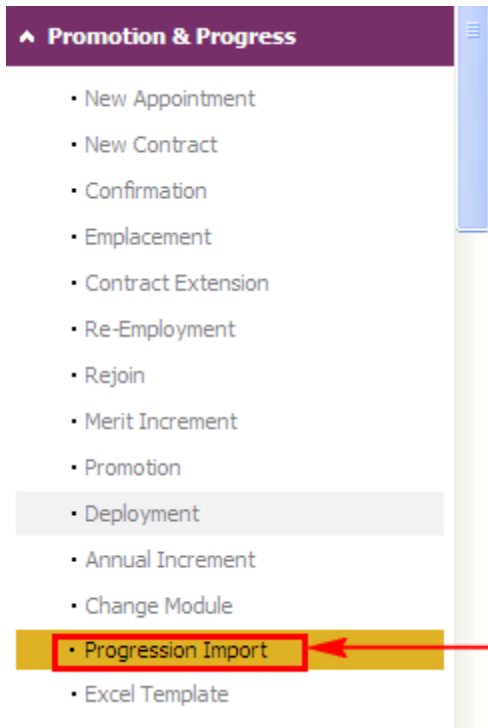 Promotion & Progress
• New Appointment
• New Contract
• Confirmation
• Emplacement
• Contract Extension
• Re-Employment
• Rejoin
• Merit Increment
• Promotion
• Deployment
• Annual Increment
• Change Module
• Progression Import
• Excel Template